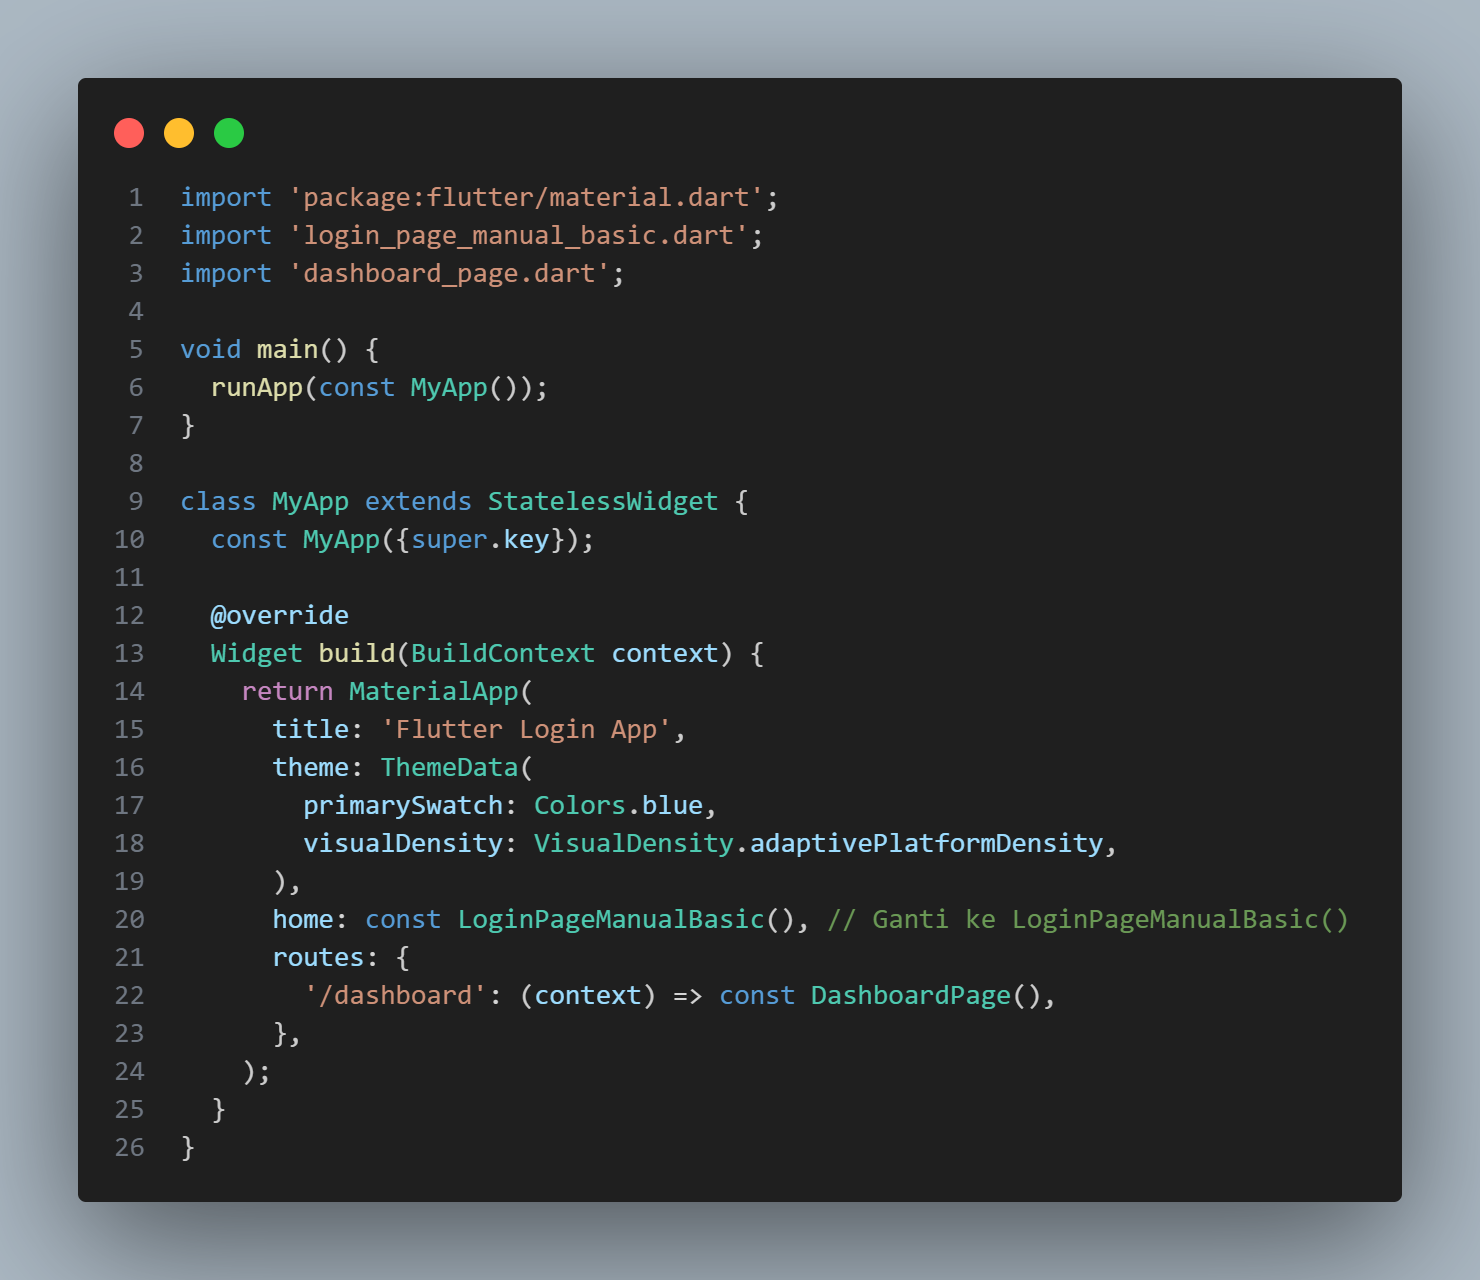 1 import 'package:flutter/material.dart';
2 import 'login_page_manual_basic.dart';
3 import 'dashboard_page.dart';
4
5 void main() {
6   runApp(const MyApp());
7 }
8
9 class MyApp extends StatelessWidget {
10   const MyApp({super.key});
11
12   @override
13   Widget build(BuildContext context) {
14     return MaterialApp(
15       title: 'Flutter Login App',
16       theme: ThemeData(
17         primarySwatch: Colors.blue,
18         visualDensity: VisualDensity.adaptivePlatformDensity,
19       ),
20       home: const LoginPageManualBasic(), // Ganti ke LoginPageManualBasic()
21       routes: {
22         '/dashboard': (context) => const DashboardPage(),
23       },
24     );
25   }
26 }